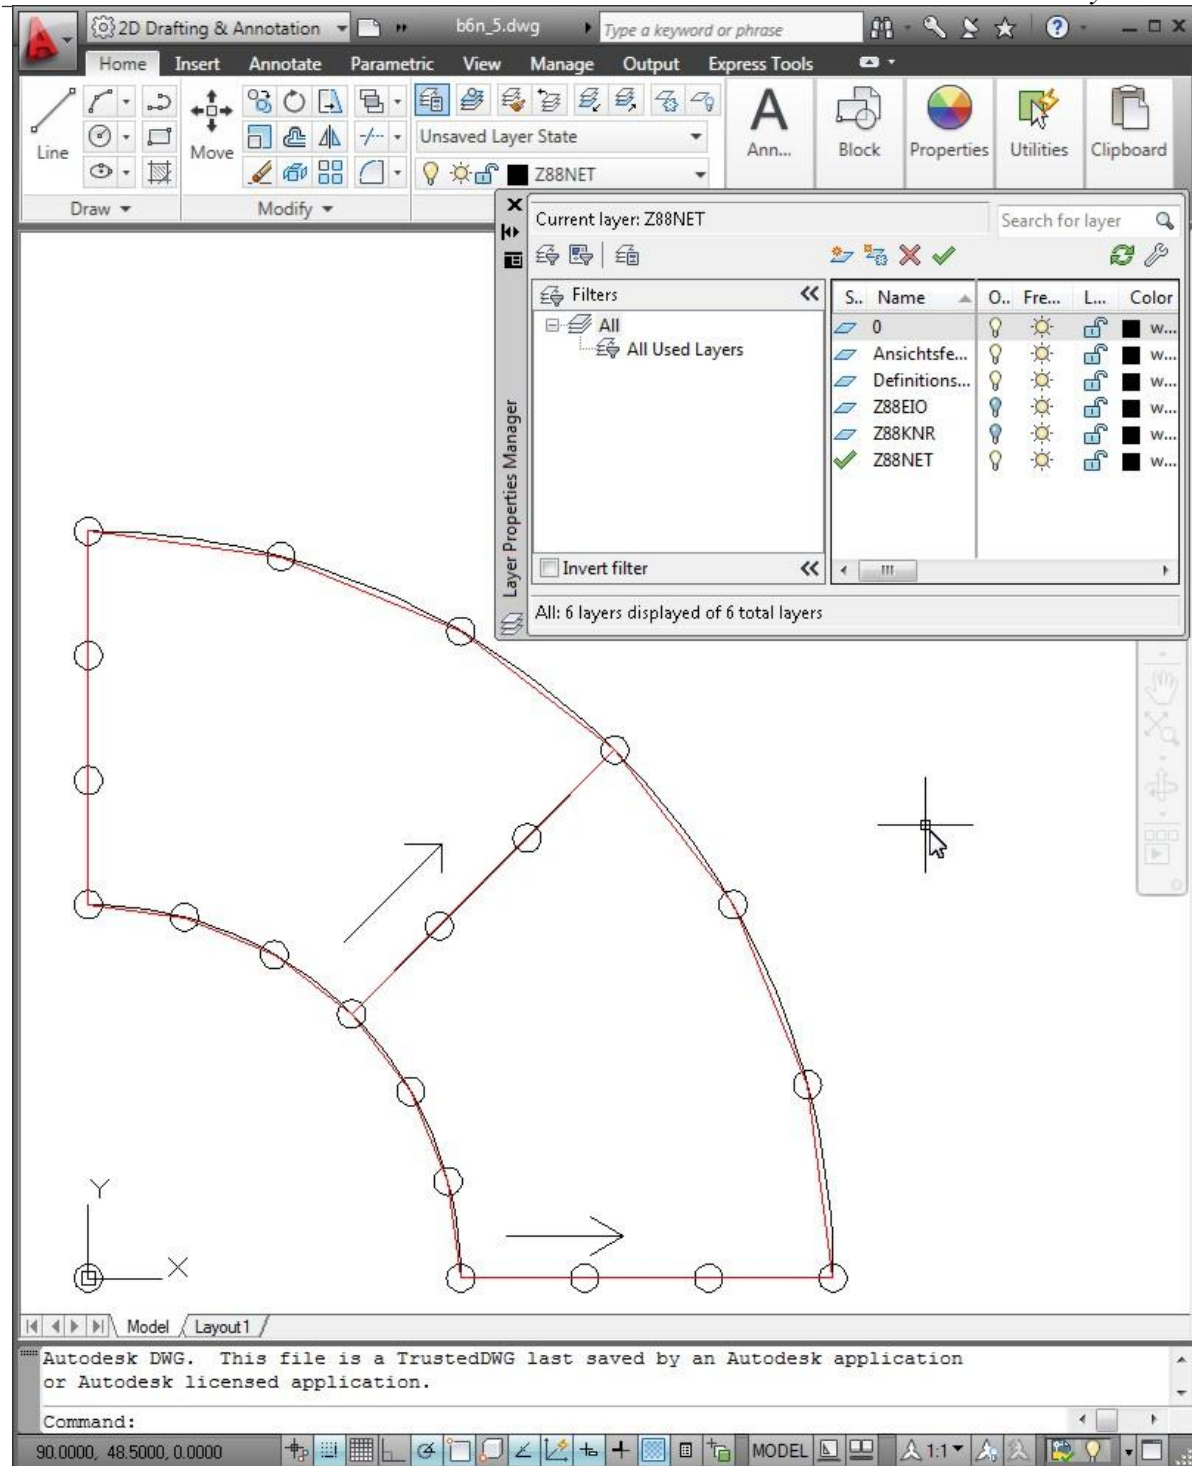 2D Drafting & Annotation
b6n_5.dwg
Type a keyword or phrase
Home Insert Annotate Parametric View Manage Output Express Tools
Unsaved Layer State
Line
Move
Z88NET
Ann...
Block
Properties
Utilities
Clipboard
Draw
Modify
Current layer: Z88NET
Search for layer
Filters
All
All Used Layers
S.. Name O.. Fre... L... Color
0 w...
Ansichtsfe... w...
Definitions... w...
Z88EIO w...
Z88KNR w...
Z88NET w...
Layer Properties Manager
Invert filter
All: 6 layers displayed of 6 total layers
Y
X
Model Layout1
Autodesk DWG. This file is a TrustedDWG last saved by an Autodesk application
or Autodesk licensed application.
Command:
90.0000, 48.5000, 0.0000
MODEL
1:1